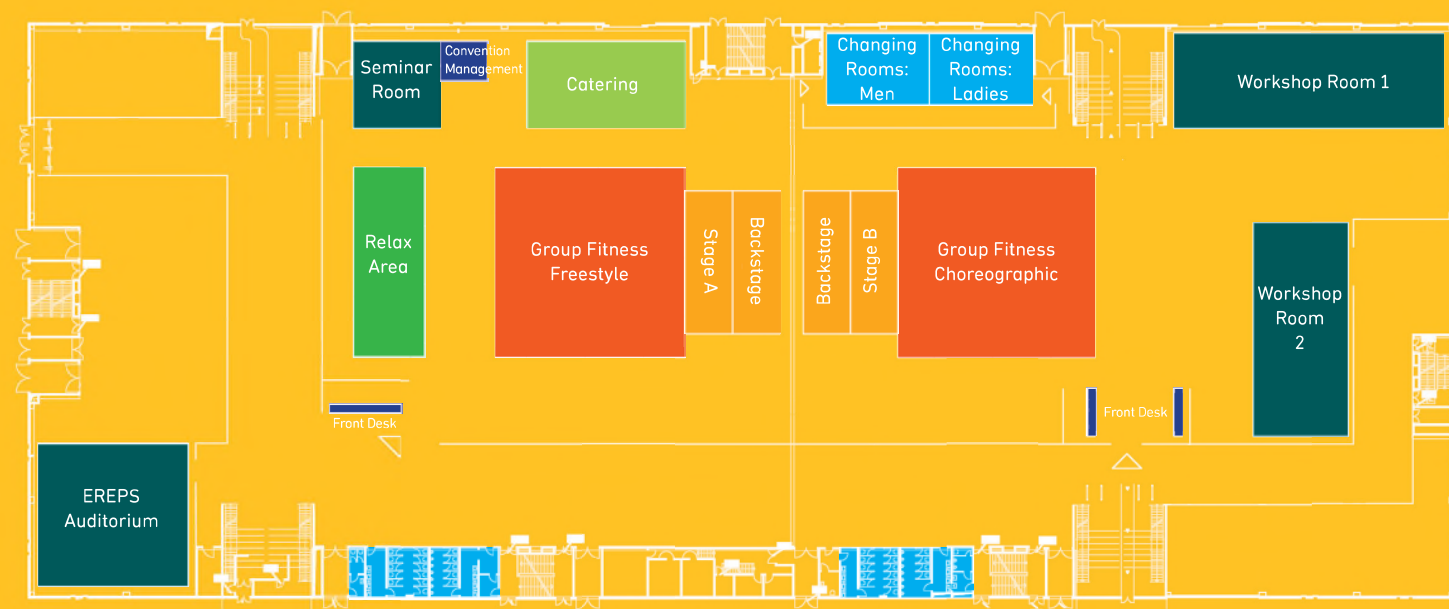 Seminar
Room
Convention
Management
Catering
Changing
Rooms:
Men
Changing
Rooms:
Ladies
Workshop Room 1
Relax
Area
Group Fitness
Freestyle
Stage A
Backstage
Backstage
Stage B
Group Fitness
Choreographic
Workshop
Room
2
Front Desk
Front Desk
EREPS
Auditorium